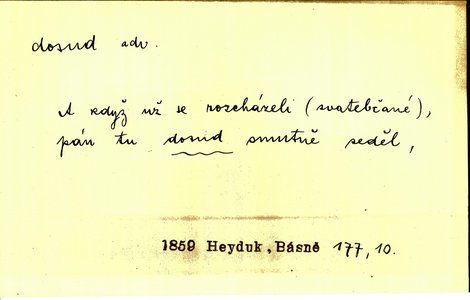 dosud adv.
A když už se rozcházeli (svatebčané),
pán tu dosud smutně seděl,
1859 Heyduk, Básně 177, 10.